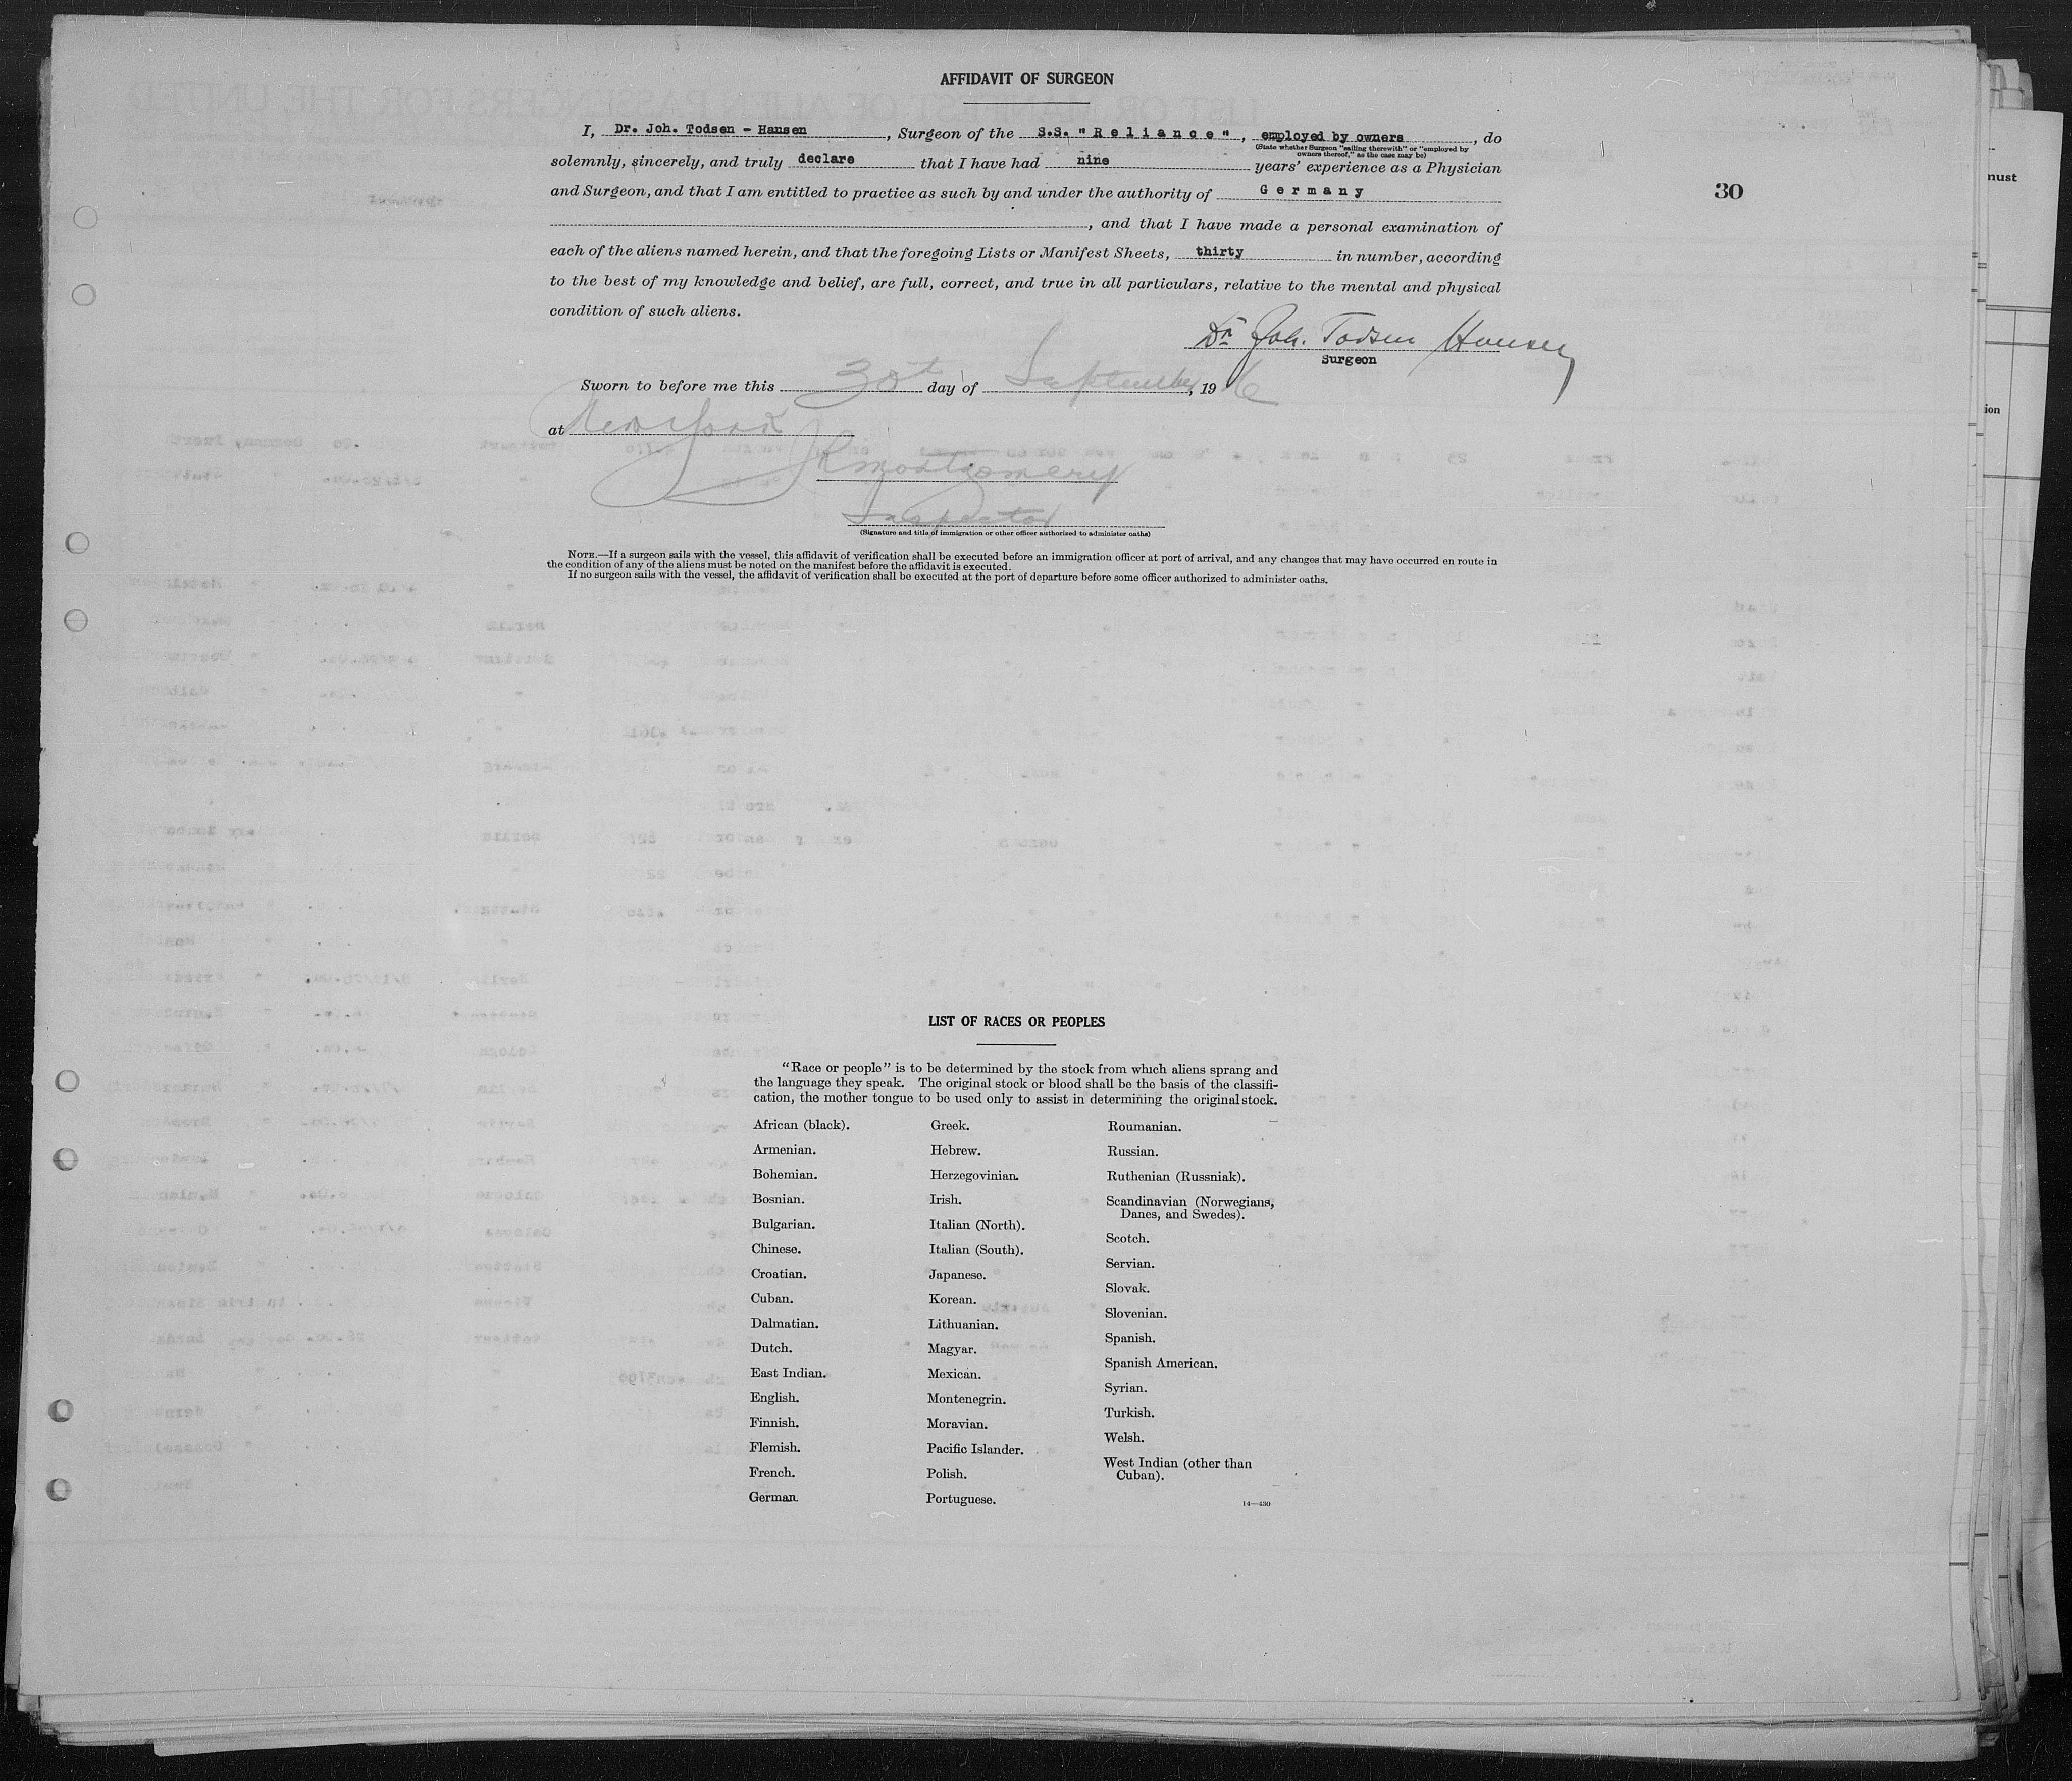 AFFIDAVIT OF SURGEON
I, Dr. Joh. Todsen - Hansen, Surgeon of the S.S. "Reliance", employed by owners, do
(State whether Surgeon "sailing therewith" or "employed by
owners thereof," as the case may be)
solemnly, sincerely, and truly declare that I have had nine years' experience as a Physician
and Surgeon, and that I am entitled to practice as such by and under the authority of Germany
30
, and that I have made a personal examination of
each of the aliens named herein, and that the foregoing Lists or Manifest Sheets, thirty in number, according
to the best of my knowledge and belief, are full, correct, and true in all particulars, relative to the mental and physical
condition of such aliens.
Dr. Joh. Todsen Hansen
Surgeon
Sworn to before me this 30th day of September, 19
at New York
Montgomery
Inspector
(Signature and title of immigration or other officer authorized to administer oaths)
NOTE.—If a surgeon sails with the vessel, this affidavit of verification shall be executed before an immigration officer at port of arrival, and any changes that may have occurred en route in
the condition of any of the aliens must be noted on the manifest before the affidavit is executed.
If no surgeon sails with the vessel, the affidavit of verification shall be executed at the port of departure before some officer authorized to administer oaths.
LIST OF RACES OR PEOPLES
"Race or people" is to be determined by the stock from which aliens sprang and
the language they speak. The original stock or blood shall be the basis of the classifi-
cation, the mother tongue to be used only to assist in determining the original stock.
African (black).
Armenian.
Bohemian.
Bosnian.
Bulgarian.
Chinese.
Croatian.
Cuban.
Dalmatian.
Dutch.
East Indian.
English.
Finnish.
Flemish.
French.
German
Greek.
Hebrew.
Herzegovinian.
Irish.
Italian (North).
Italian (South).
Japanese.
Korean.
Lithuanian.
Magyar.
Mexican.
Montenegrin.
Moravian.
Pacific Islander.
Polish.
Portuguese.
Roumanian.
Russian.
Ruthenian (Russniak).
Scandinavian (Norwegians,
Danes, and Swedes).
Scotch.
Servian.
Slovak.
Slovenian.
Spanish.
Spanish American.
Syrian.
Turkish.
Welsh.
West Indian (other than
Cuban).
14—430